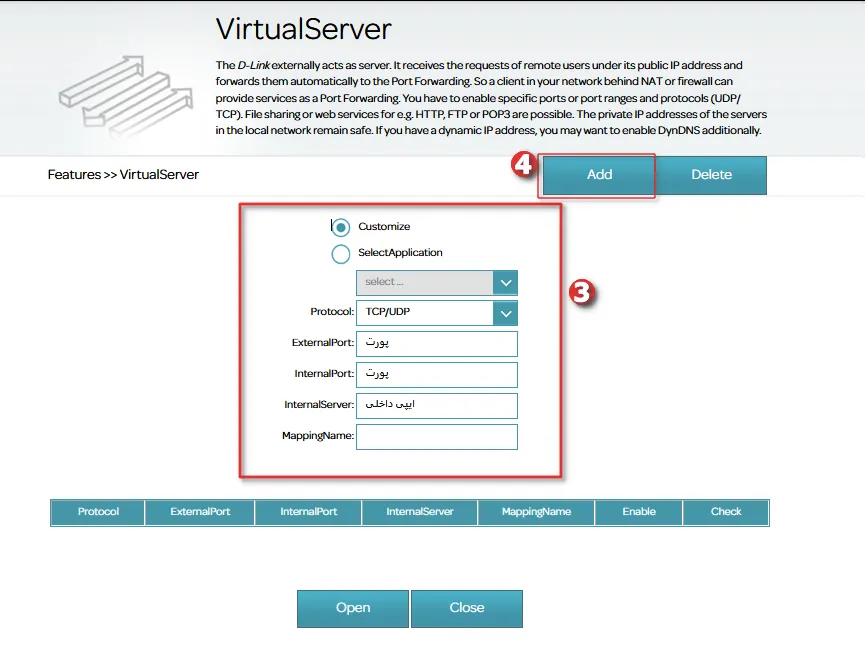 VirtualServer
The D-Link externally acts as server. It receives the requests of remote users under its public IP address and
forwards them automatically to the Port Forwarding. So a client in your network behind NAT or firewall can
provide services as a Port Forwarding. You have to enable specific ports or port ranges and protocols (UDP/
TCP). File sharing or web services for e.g. HTTP, FTP or POP3 are possible. The private IP addresses of the servers
in the local network remain safe. If you have a dynamic IP address, you may want to enable DynDNS additionally.
Features >> VirtualServer
4
Add
Delete
Customize
SelectApplication
select ...
3
Protocol: TCP/UDP
ExternalPort: پورت
InternalPort: پورت
InternalServer: ایپی داخلی
MappingName:
Protocol ExternalPort InternalPort InternalServer MappingName Enable Check
Open Close